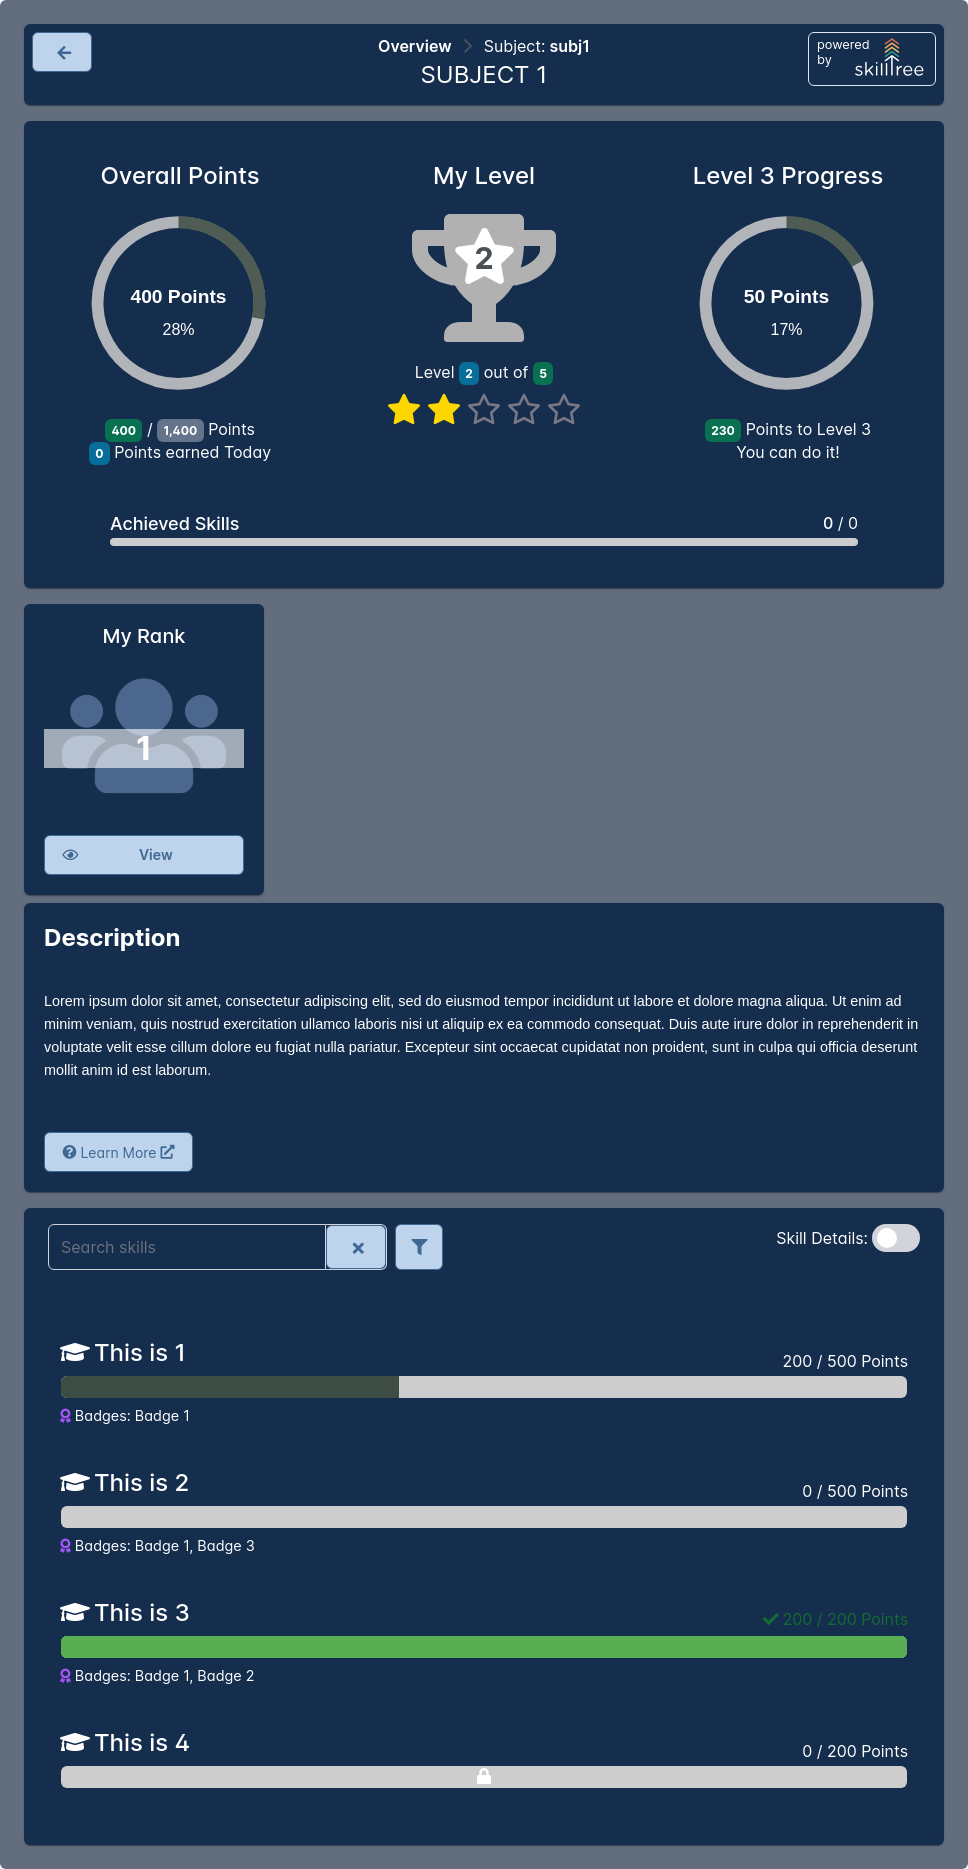 Overview Subject: subj1
SUBJECT 1
powered
by
skilltree
Overall Points
400 Points
28%
400 / 1,400 Points
0 Points earned Today
My Level
2
Level 2 out of 5
Level 3 Progress
50 Points
17%
230 Points to Level 3
You can do it!
Achieved Skills 0 / 0
My Rank
1
View
Description
Lorem ipsum dolor sit amet, consectetur adipiscing elit, sed do eiusmod tempor incididunt ut labore et dolore magna aliqua. Ut enim ad
minim veniam, quis nostrud exercitation ullamco laboris nisi ut aliquip ex ea commodo consequat. Duis aute irure dolor in reprehenderit in
voluptate velit esse cillum dolore eu fugiat nulla pariatur. Excepteur sint occaecat cupidatat non proident, sunt in culpa qui officia deserunt
mollit anim id est laborum.
Learn More
Search skills
Skill Details:
This is 1
200 / 500 Points
Badges: Badge 1
This is 2
0 / 500 Points
Badges: Badge 1, Badge 3
This is 3
200 / 200 Points
Badges: Badge 1, Badge 2
This is 4
0 / 200 Points